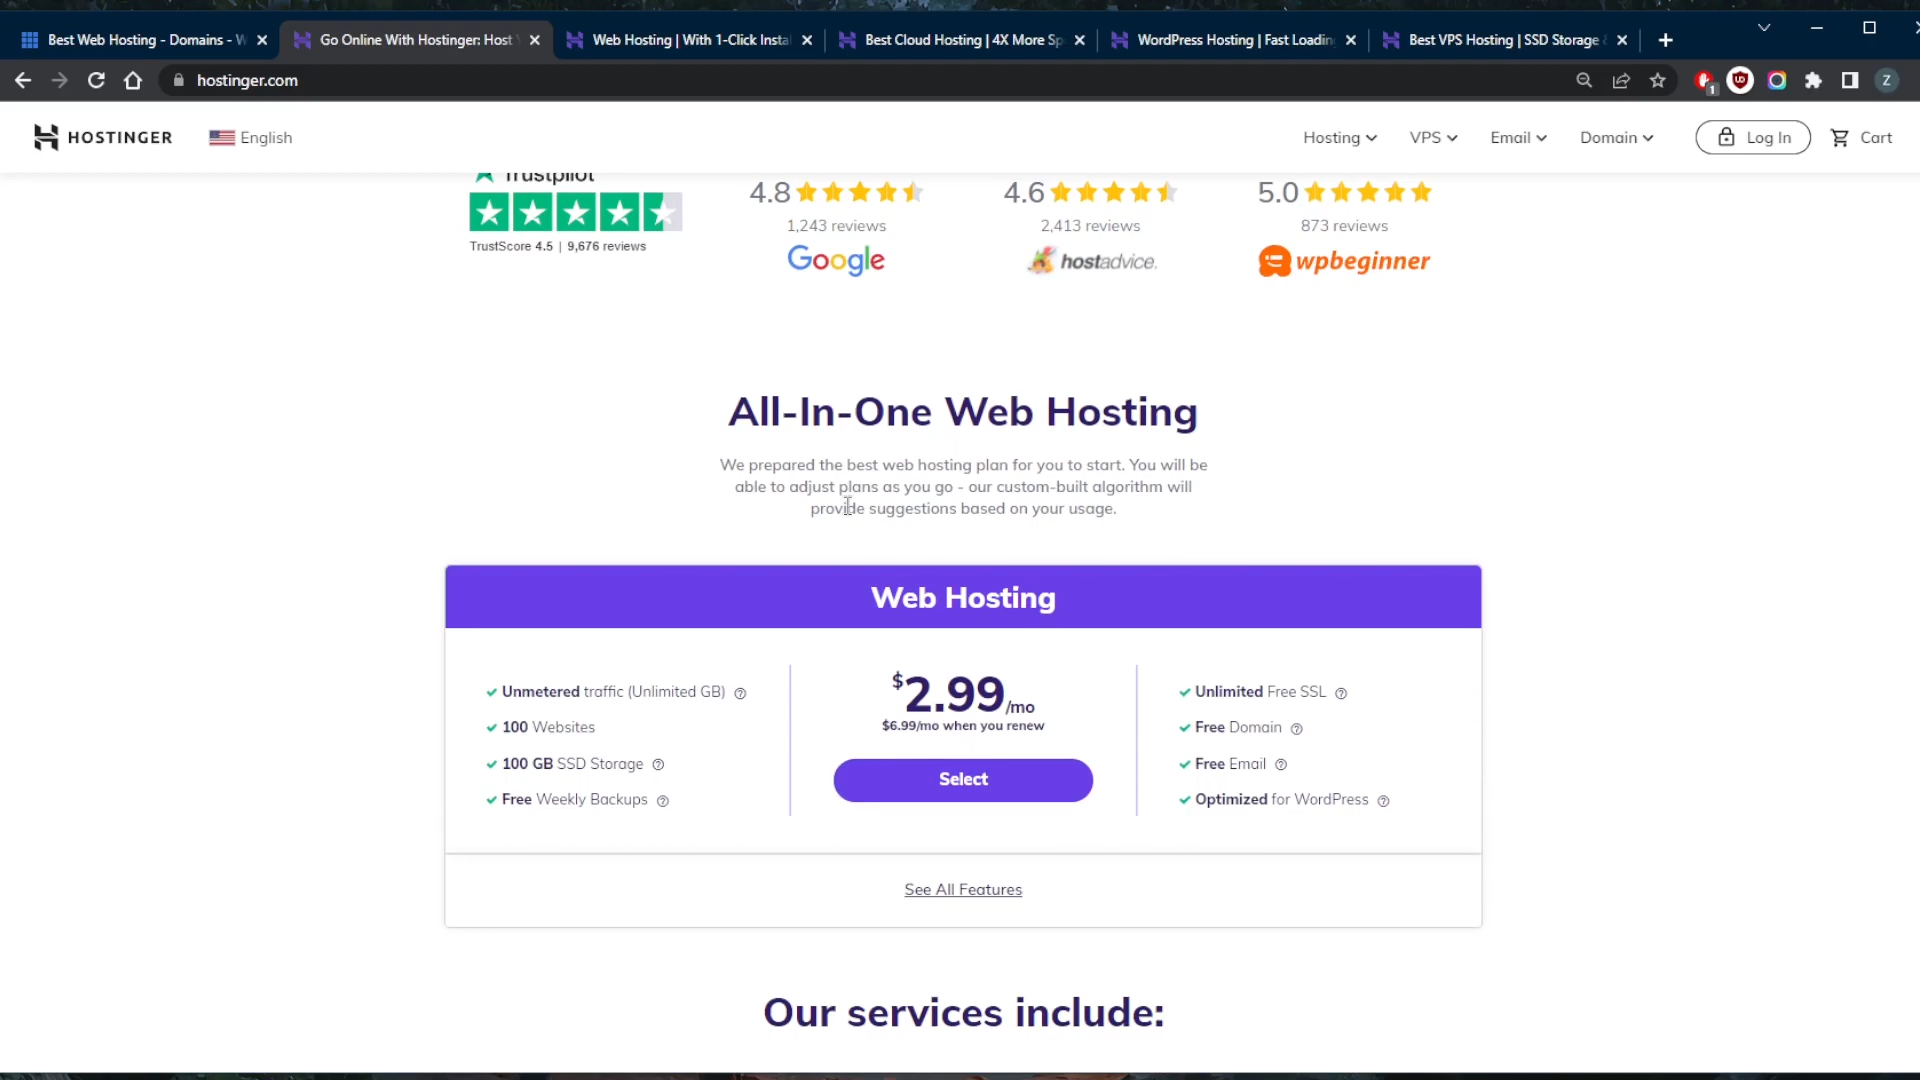 Best Web Hosting - Domains - W
Go Online With Hostinger: Host
Web Hosting | With 1-Click Insta
Best Cloud Hosting | 4X More Sp
WordPress Hosting | Fast Loadin
Best VPS Hosting | SSD Storage
hostinger.com
1
Z
HOSTINGER
English
Hosting
VPS
Email
Domain
Log In
Cart
Trustpilot
TrustScore 4.5 | 9,676 reviews
4.8
1,243 reviews
Google
4.6
2,413 reviews
hostadvice.
5.0
873 reviews
wpbeginner
All-In-One Web Hosting
We prepared the best web hosting plan for you to start. You will be
able to adjust plans as you go - our custom-built algorithm will
provide suggestions based on your usage.
Web Hosting
Unmetered traffic (Unlimited GB)
100 Websites
100 GB SSD Storage
Free Weekly Backups
$2.99/mo
$6.99/mo when you renew
Select
Unlimited Free SSL
Free Domain
Free Email
Optimized for WordPress
See All Features
Our services include: